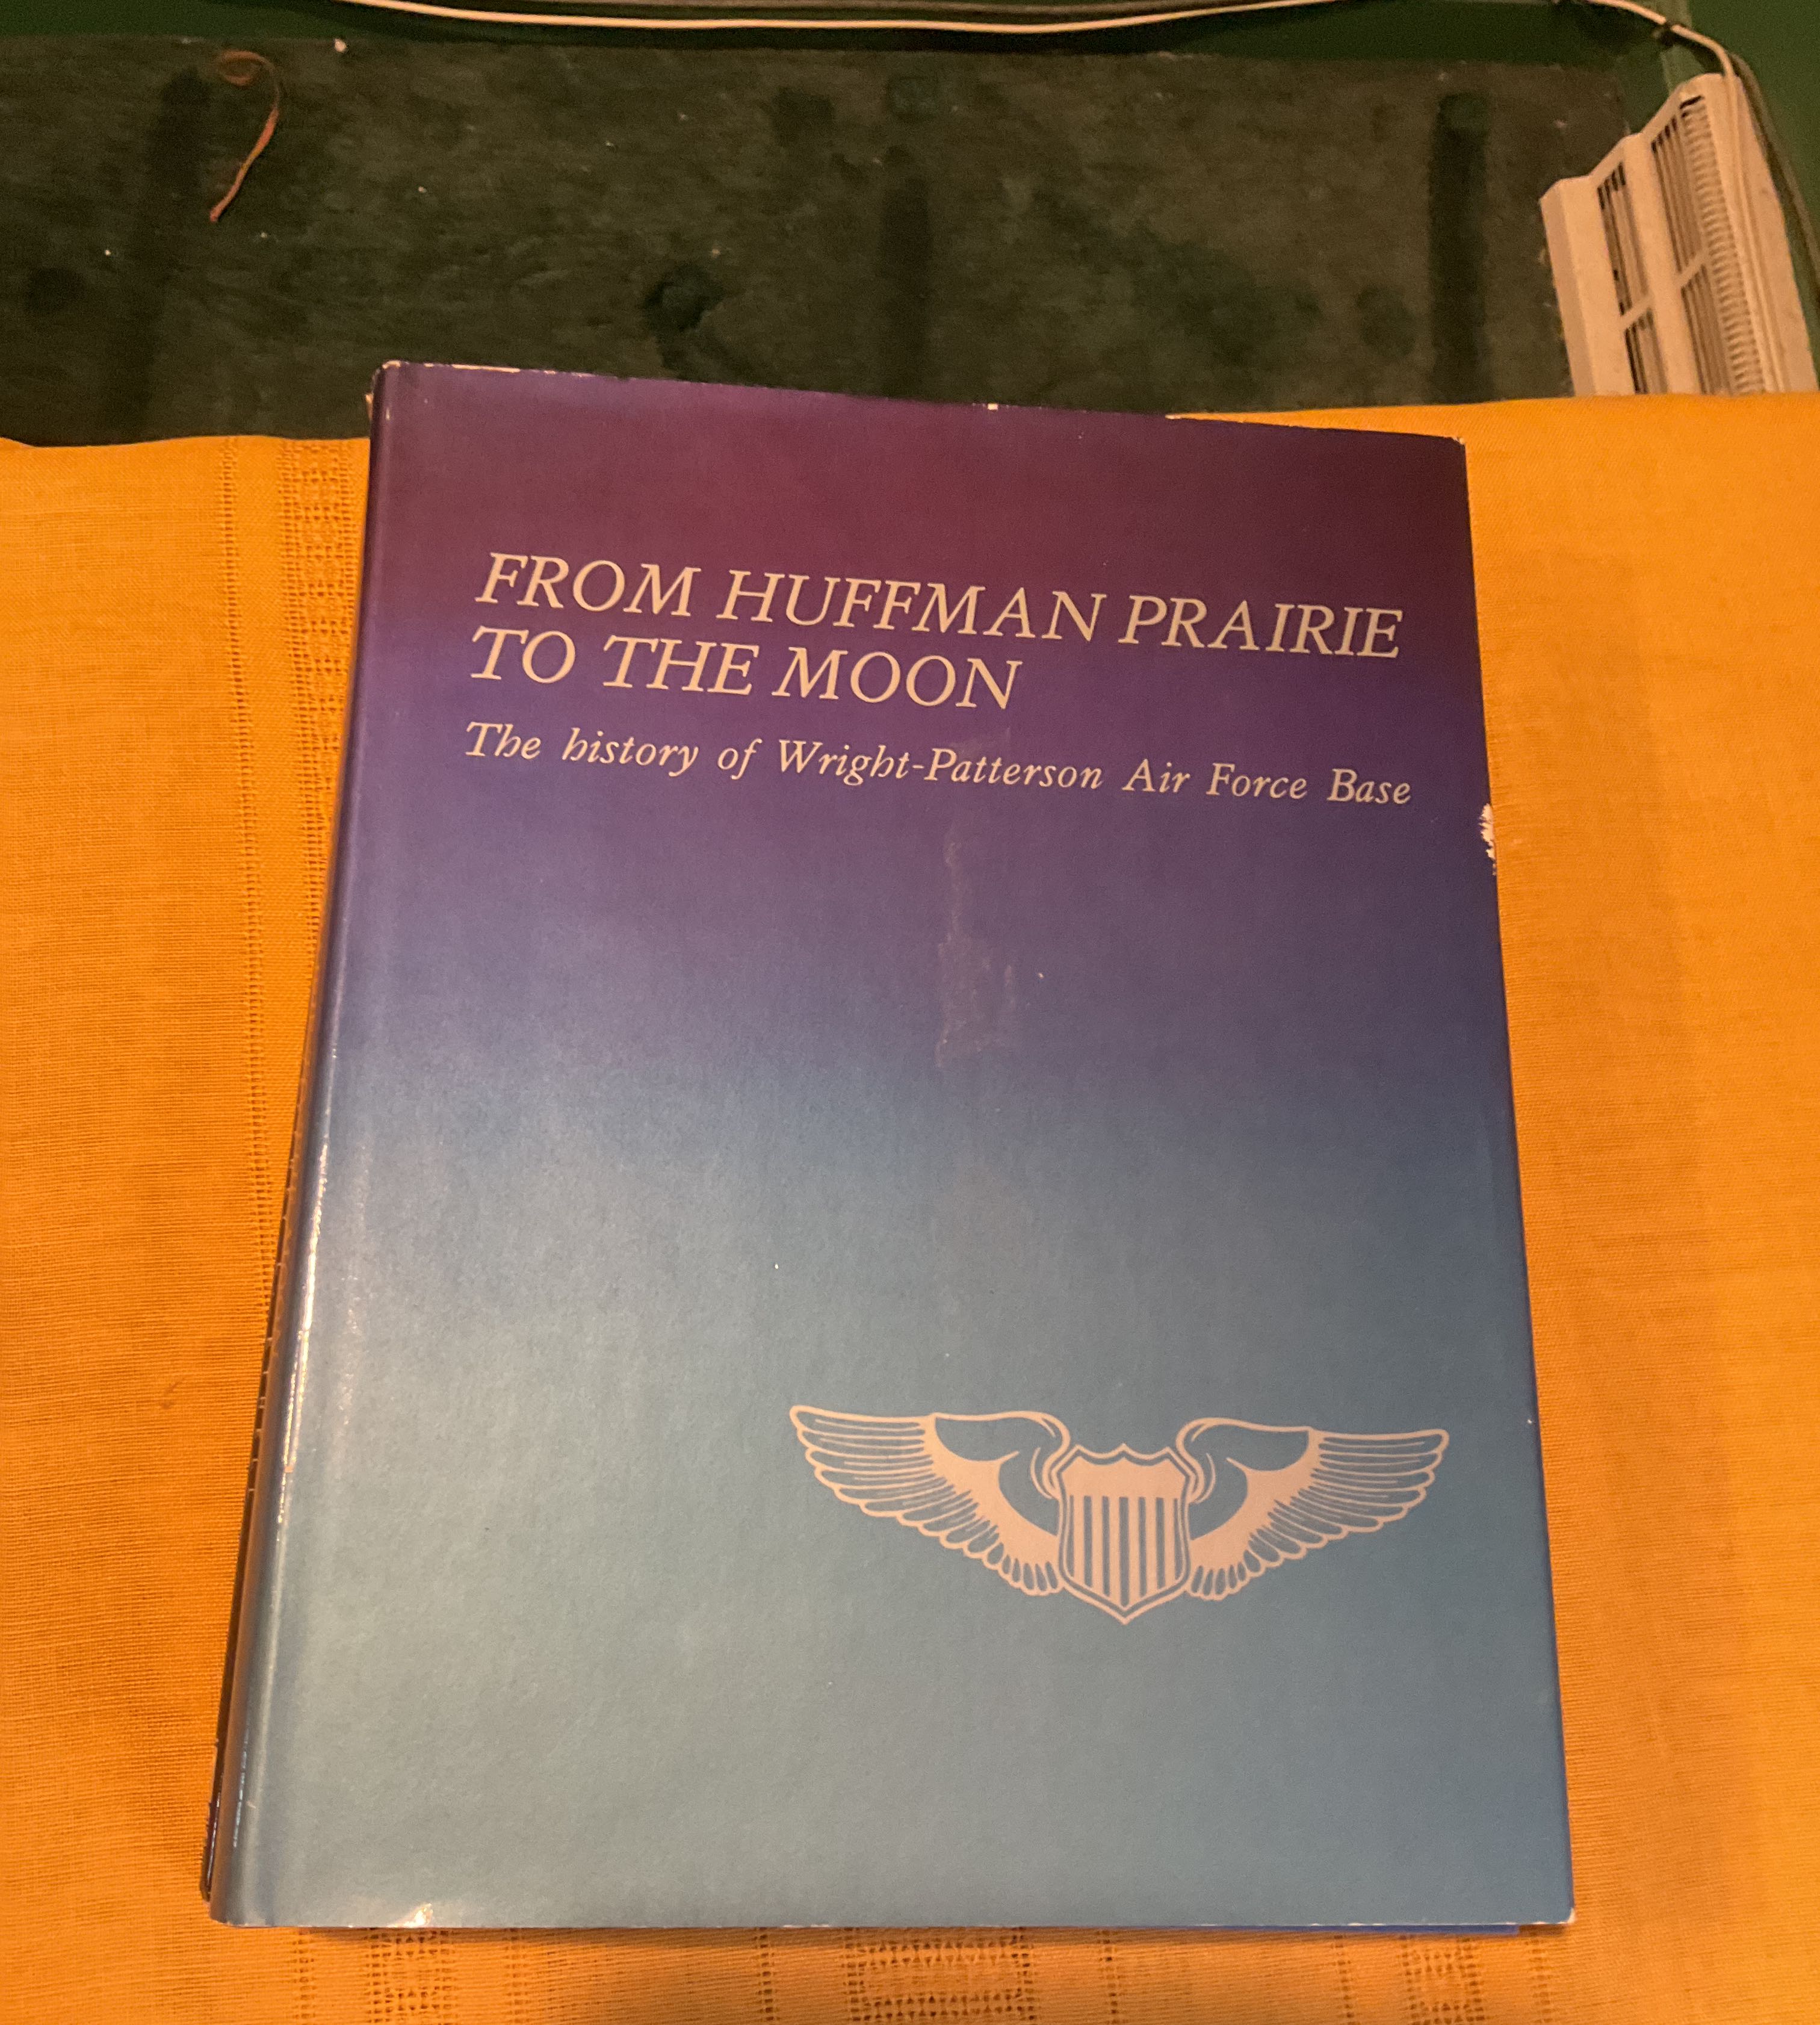 FROM HUFFMAN PRAIRIE
TO THE MOON
The history of Wright-Patterson Air Force Base